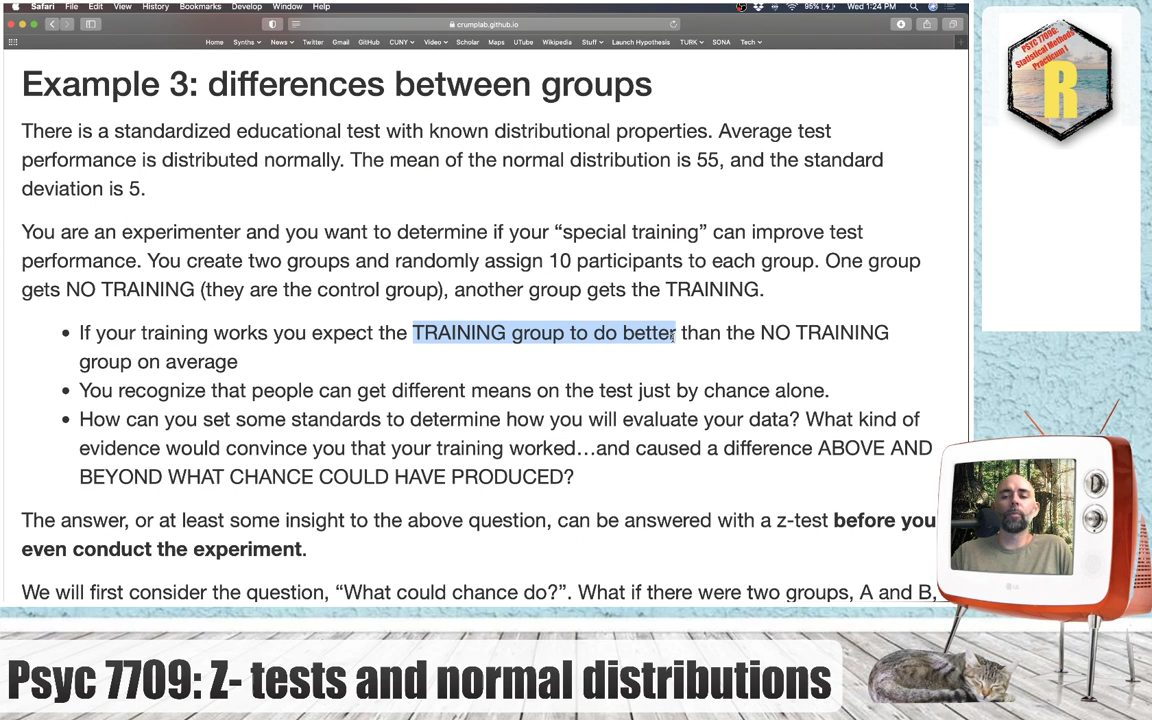 Safari File Edit View History Bookmarks Develop Window Help 95% Wed 1:24 PM
crumplab.github.io
Home Synths News Twitter Gmail GitHub CUNY Video Scholar Maps UTube Wikipedia Stuff Launch Hypothesis TURK SONA Tech
PSYC 7709G:
Statistical Methods
Practicum I
R
Example 3: differences between groups
There is a standardized educational test with known distributional properties. Average test
performance is distributed normally. The mean of the normal distribution is 55, and the standard
deviation is 5.
You are an experimenter and you want to determine if your “special training” can improve test
performance. You create two groups and randomly assign 10 participants to each group. One group
gets NO TRAINING (they are the control group), another group gets the TRAINING.
• If your training works you expect the TRAINING group to do better than the NO TRAINING
group on average
• You recognize that people can get different means on the test just by chance alone.
• How can you set some standards to determine how you will evaluate your data? What kind of
evidence would convince you that your training worked…and caused a difference ABOVE AND
BEYOND WHAT CHANCE COULD HAVE PRODUCED?
The answer, or at least some insight to the above question, can be answered with a z-test before you
even conduct the experiment.
We will first consider the question, “What could chance do?”. What if there were two groups, A and B,
LG
Psyc 7709: Z- tests and normal distributions